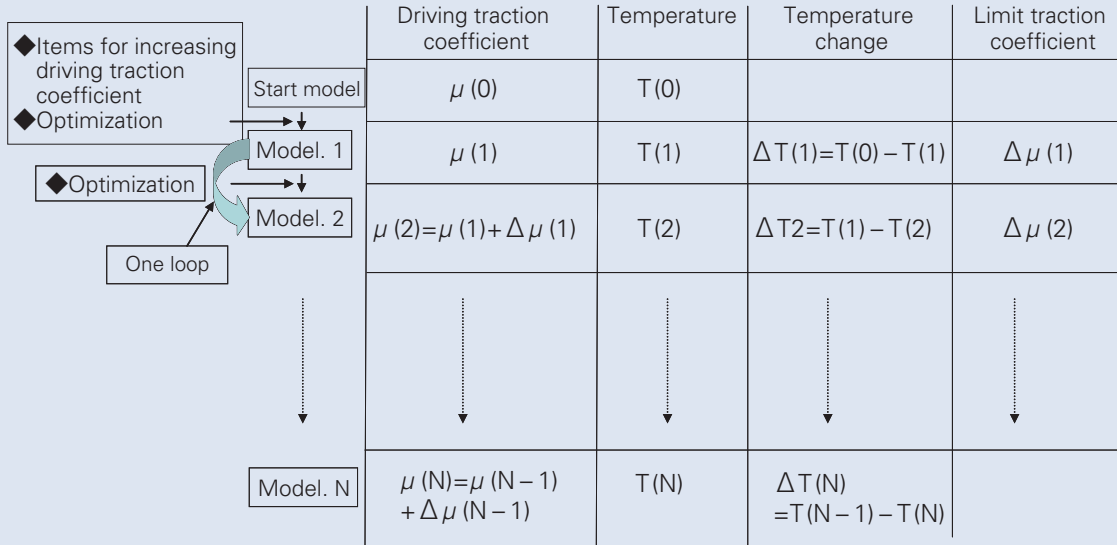 Driving traction
coefficient
Temperature
Temperature
change
Limit traction
coefficient
◆Items for increasing
driving traction
coefficient
◆Optimization
Start model
μ(0)
T(0)
Model. 1
μ(1)
T(1)
ΔT(1)=T(0)–T(1)
Δμ(1)
◆Optimization
Model. 2
μ(2)=μ(1)+Δμ(1)
T(2)
ΔT2=T(1)–T(2)
Δμ(2)
One loop
Model. N
μ(N)=μ(N–1)
+Δμ(N–1)
T(N)
ΔT(N)
=T(N–1)–T(N)